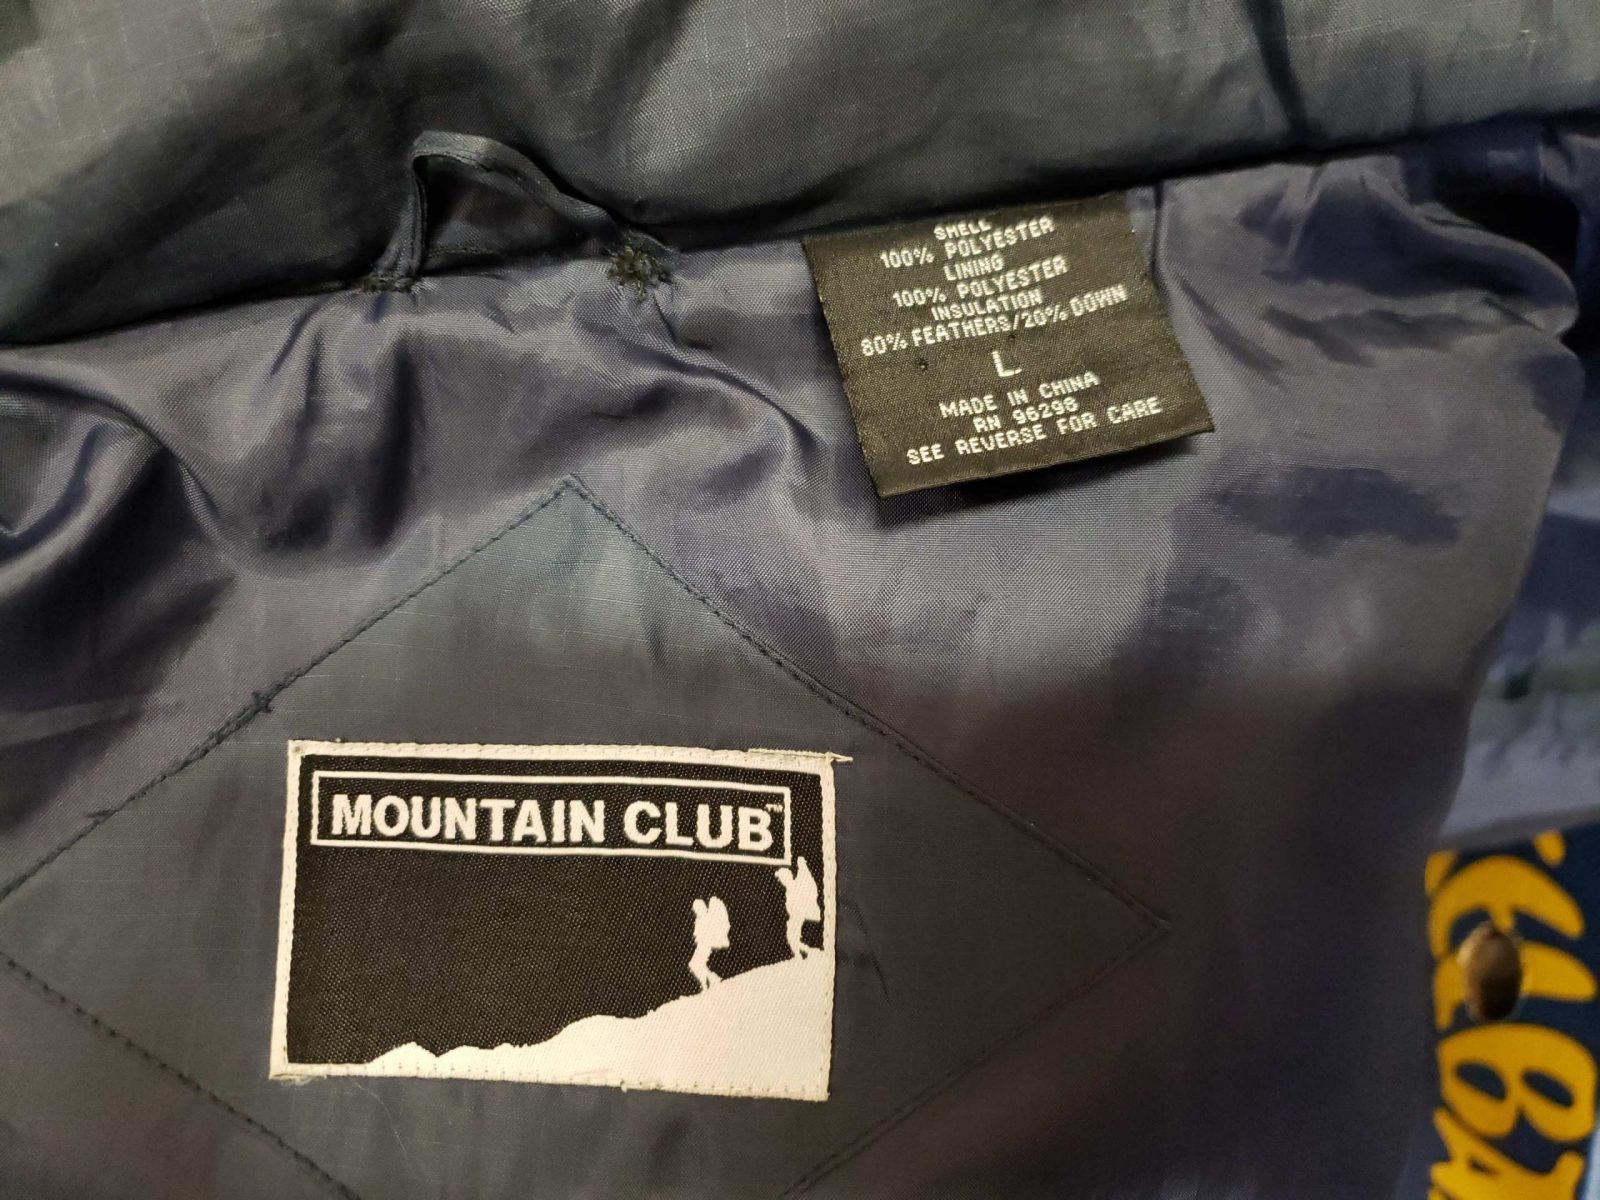 SHELL
100% POLYESTER
LINING
100% POLYESTER
INSULATION
80% FEATHERS/20% DOWN
L
MADE IN CHINA
RN 96298
SEE REVERSE FOR CARE
MOUNTAIN CLUB™